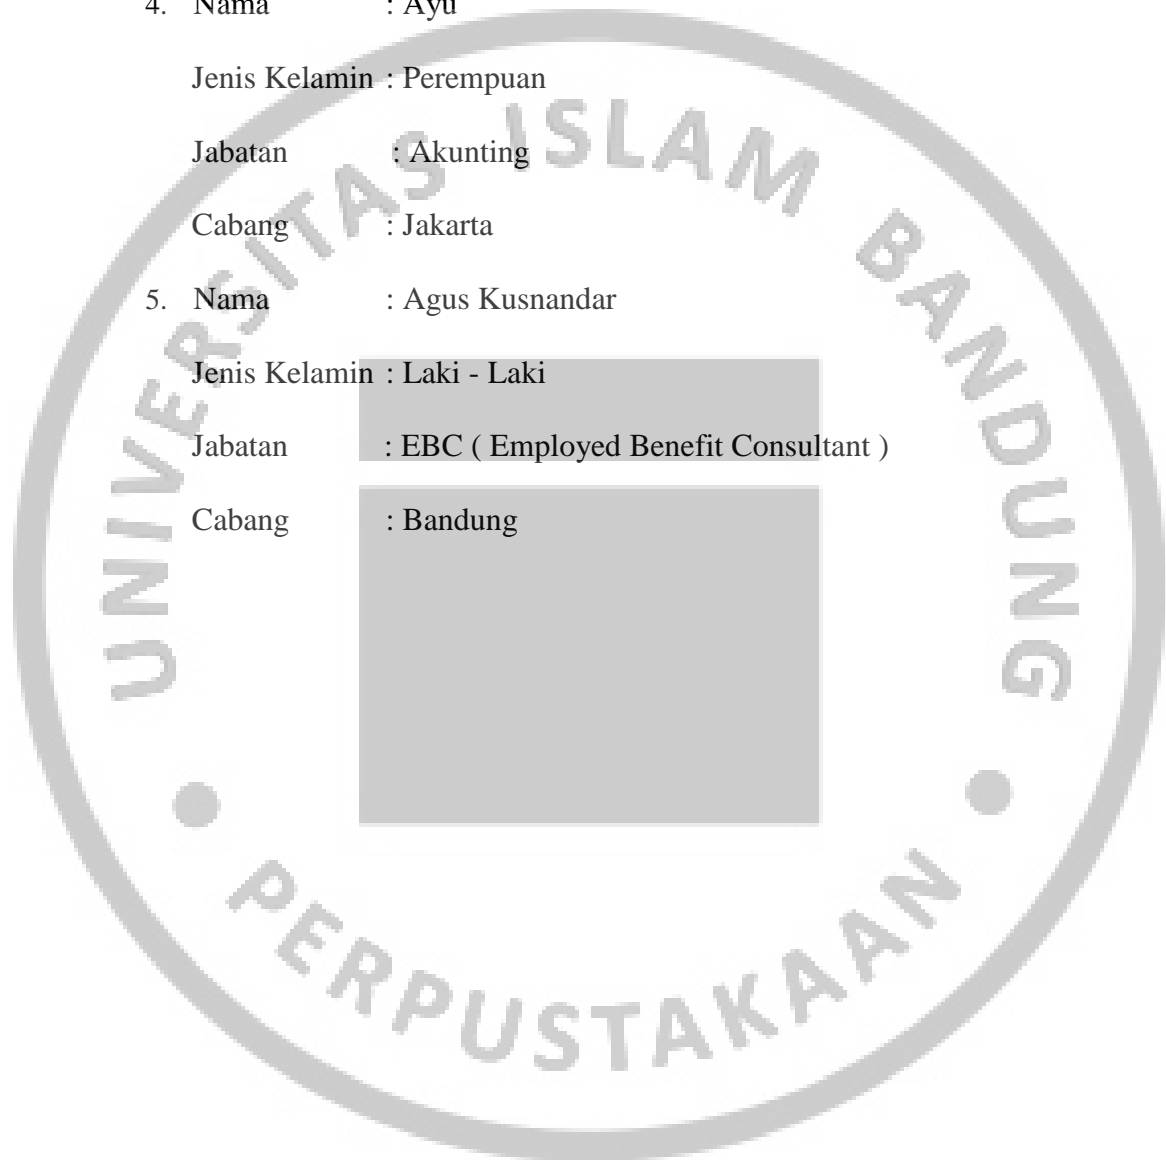 4. Nama : Ayu
Jenis Kelamin : Perempuan
Jabatan : Akunting
Cabang : Jakarta
5. Nama : Agus Kusnandar
Jenis Kelamin : Laki - Laki
Jabatan : EBC ( Employed Benefit Consultant )
Cabang : Bandung
UNIVERSITAS ISLAM BANDUNG
PERPUSTAKAAN